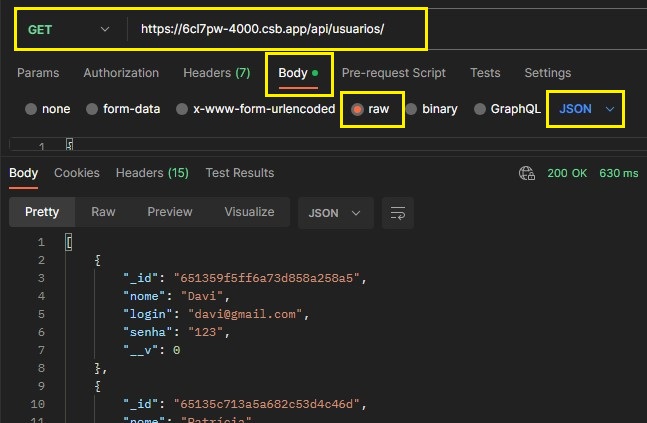 GET https://6cl7pw-4000.csb.app/api/usuarios/
Params Authorization Headers (7) Body Pre-request Script Tests Settings
none form-data x-www-form-urlencoded raw binary GraphQL JSON
1 {
Body Cookies Headers (15) Test Results 200 OK 630 ms
Pretty Raw Preview Visualize JSON
1 [
2 {
3 "_id": "651359f5ff6a73d858a258a5",
4 "nome": "Davi",
5 "login": "davi@gmail.com",
6 "senha": "123",
7 "__v": 0
8 },
9 {
10 "_id": "65135c713a5a682c53d4c46d",
11 "nome": "Patricia"